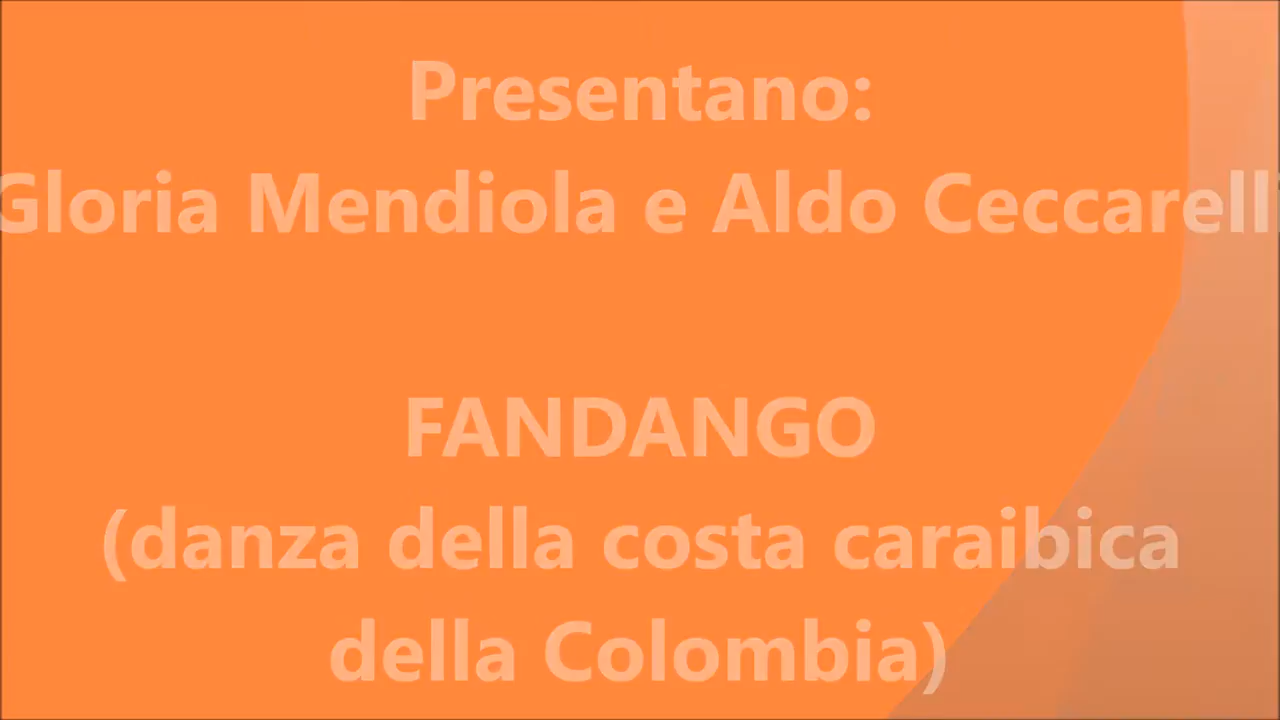 Presentano:
Gloria Mendiola e Aldo Ceccarelli
FANDANGO
(danza della costa caraibica
della Colombia)